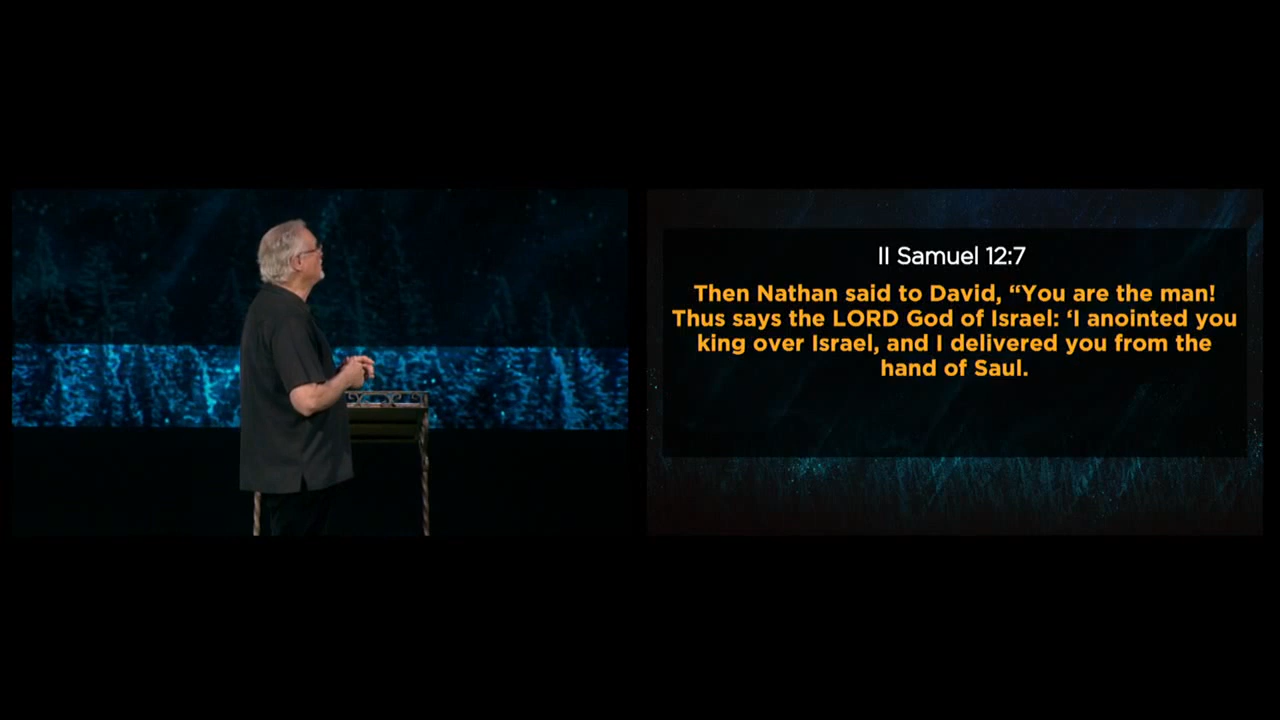 II Samuel 12:7
Then Nathan said to David, “You are the man!
Thus says the LORD God of Israel: ‘I anointed you
king over Israel, and I delivered you from the
hand of Saul.